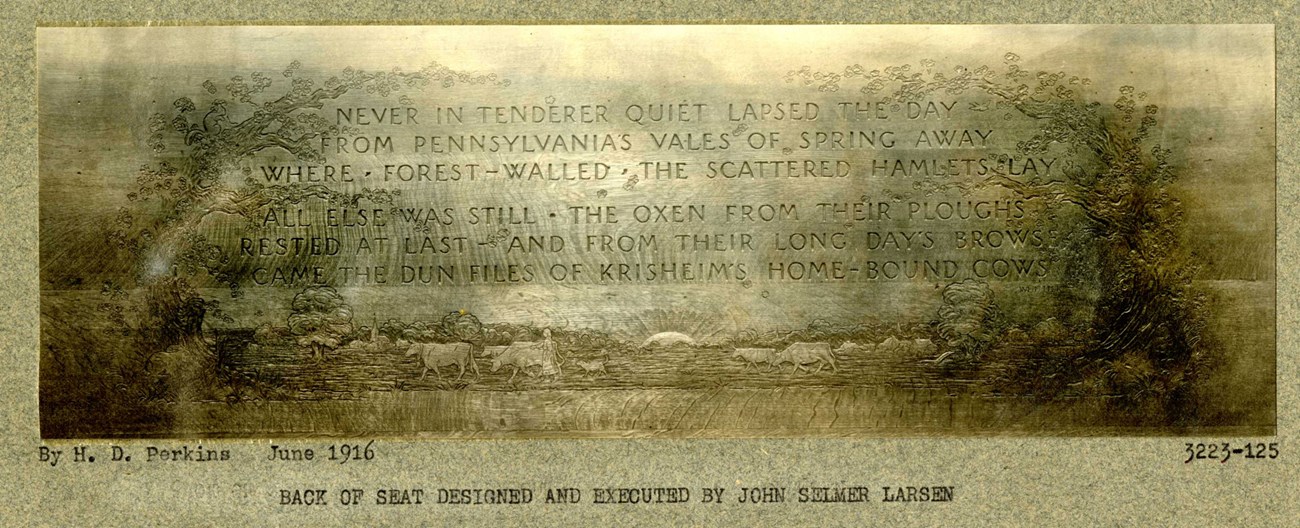 NEVER IN TENDERER QUIET LAPSED THE DAY
FROM PENNSYLVANIA'S VALES OF SPRING AWAY
WHERE · FOREST-WALLED · THE SCATTERED HAMLETS LAY
ALL ELSE WAS STILL · THE OXEN FROM THEIR PLOUGHS
RESTED AT LAST - AND FROM THEIR LONG DAY'S BROWSE
CAME THE DUN FILES OF KRISHEIM'S HOME-BOUND COWS
By H. D. Perkins June 1916
3223-125
BACK OF SEAT DESIGNED AND EXECUTED BY JOHN SELMER LARSEN